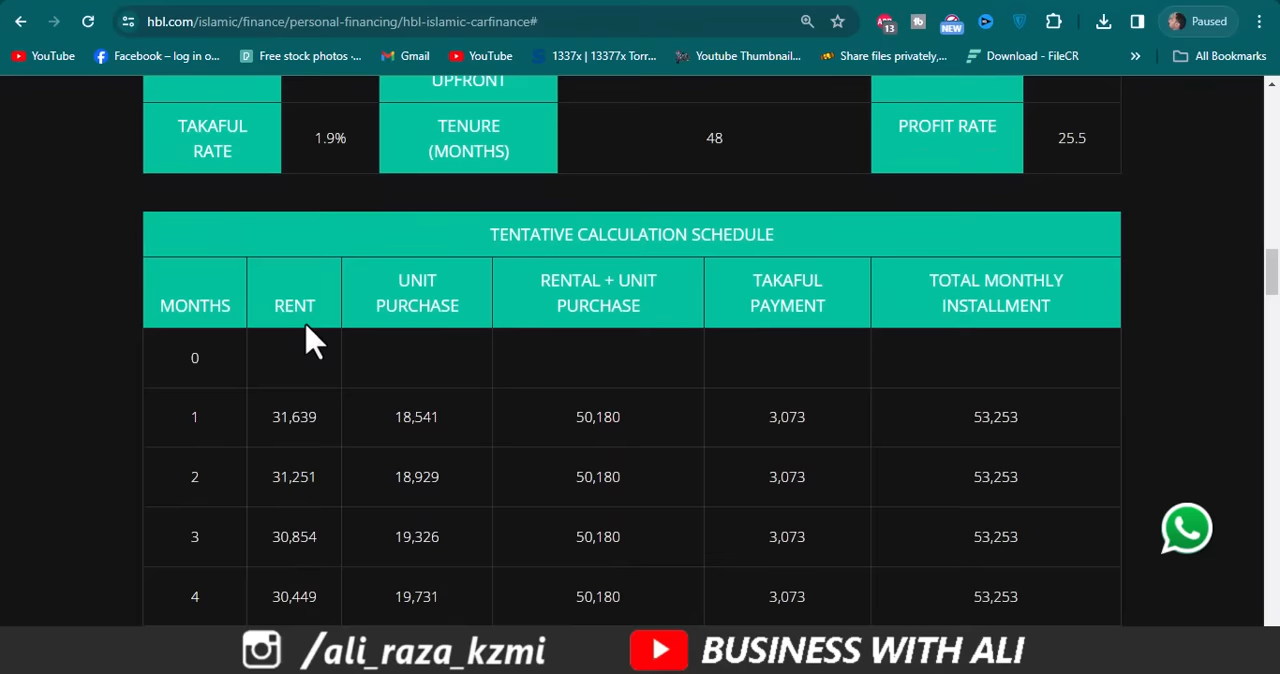 hbl.com/islamic/finance/personal-financing/hbl-islamic-carfinance#
13
NEW
Paused
YouTube
Facebook – log in o...
Free stock photos -...
Gmail
YouTube
1337x | 13377x Torr...
Youtube Thumbnail...
Share files privately,...
Download - FileCR
»
All Bookmarks
UPFRONT
TAKAFUL RATE
1.9%
TENURE (MONTHS)
48
PROFIT RATE
25.5
TENTATIVE CALCULATION SCHEDULE
MONTHS RENT UNIT PURCHASE RENTAL + UNIT PURCHASE TAKAFUL PAYMENT TOTAL MONTHLY INSTALLMENT
0
1 31,639 18,541 50,180 3,073 53,253
2 31,251 18,929 50,180 3,073 53,253
3 30,854 19,326 50,180 3,073 53,253
4 30,449 19,731 50,180 3,073 53,253
/ali_raza_kzmi
BUSINESS WITH ALI